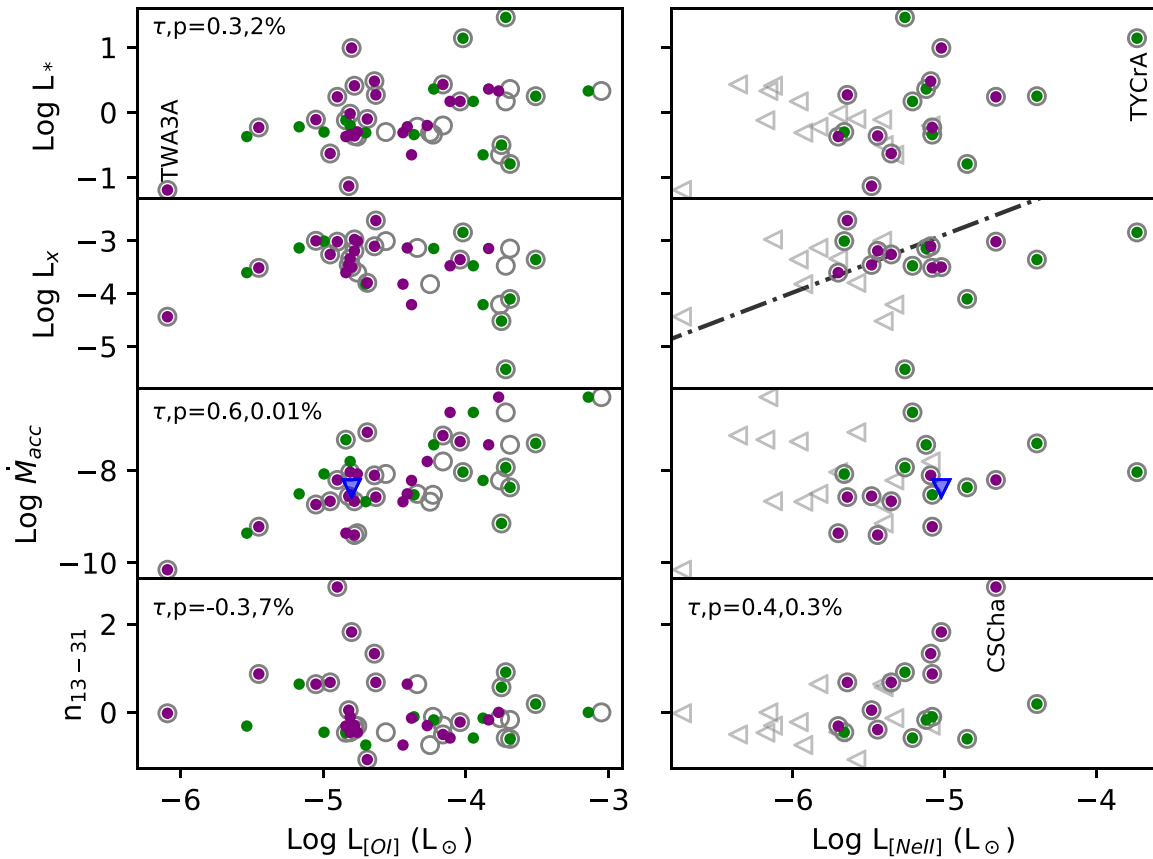 τ,p=0.3,2%
Log L*
1
0
−1
TWA3A
TYCrA
Log Lx
−3
−4
−5
τ,p=0.6,0.01%
Log Ṁacc
−8
−10
τ,p=-0.3,7%
τ,p=0.4,0.3%
n13−31
2
0
CSCha
−6 −5 −4 −3
−6 −5 −4
Log L[OI] (L⊙)
Log L[NeII] (L⊙)